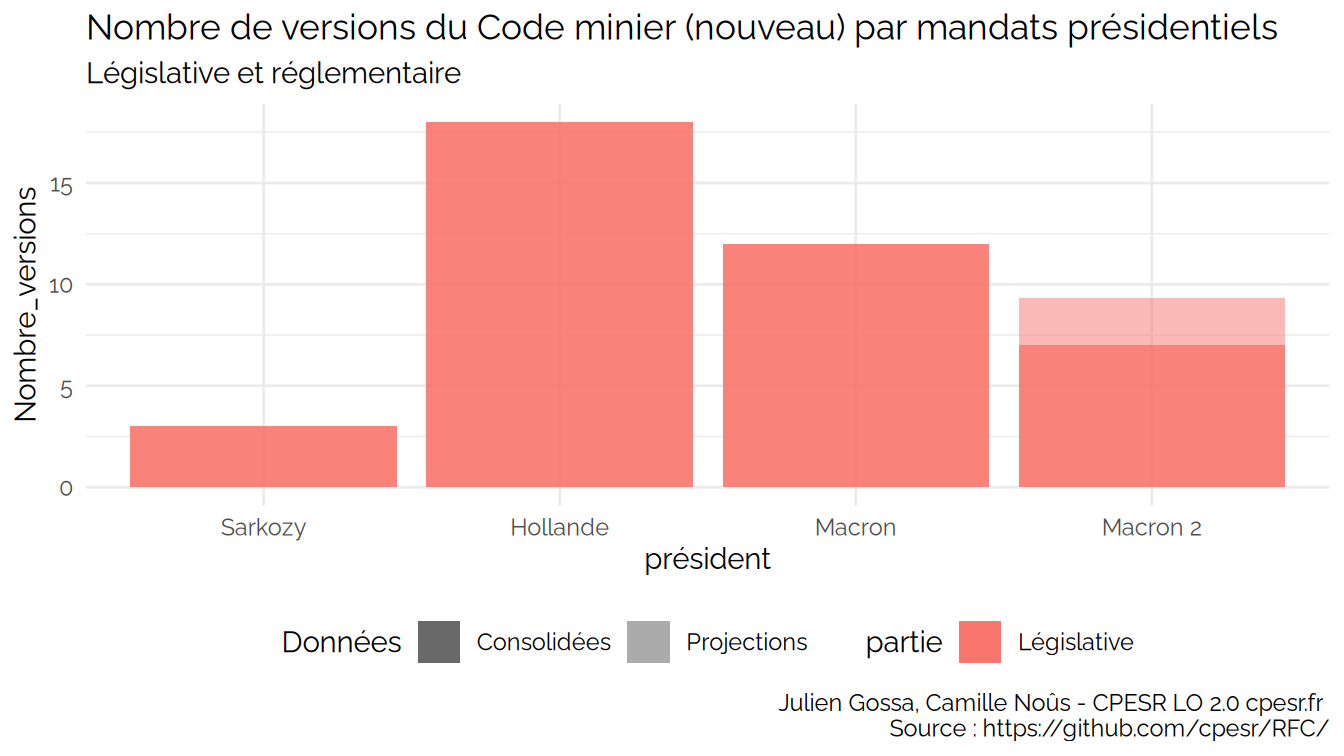 Nombre de versions du Code minier (nouveau) par mandats présidentiels
Législative et réglementaire
Nombre_versions
15
10
5
0
Sarkozy
Hollande
Macron
Macron 2
président
Données
Consolidées
Projections
partie
Législative
Julien Gossa, Camille Noûs - CPESR LO 2.0 cpesr.fr
Source : https://github.com/cpesr/RFC/